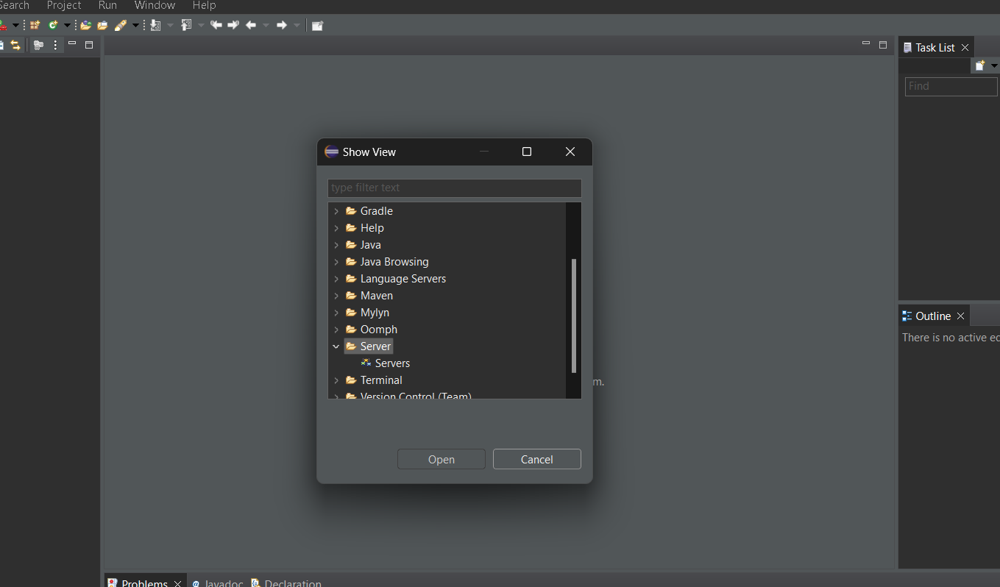 Search Project Run Window Help
Task List
Find
Show View
type filter text
Gradle
Help
Java
Java Browsing
Language Servers
Maven
Mylyn
Oomph
Server
Servers
Terminal
Version Control (Team)
m.
Open Cancel
Outline
There is no active ed
Problems Javadoc Declaration